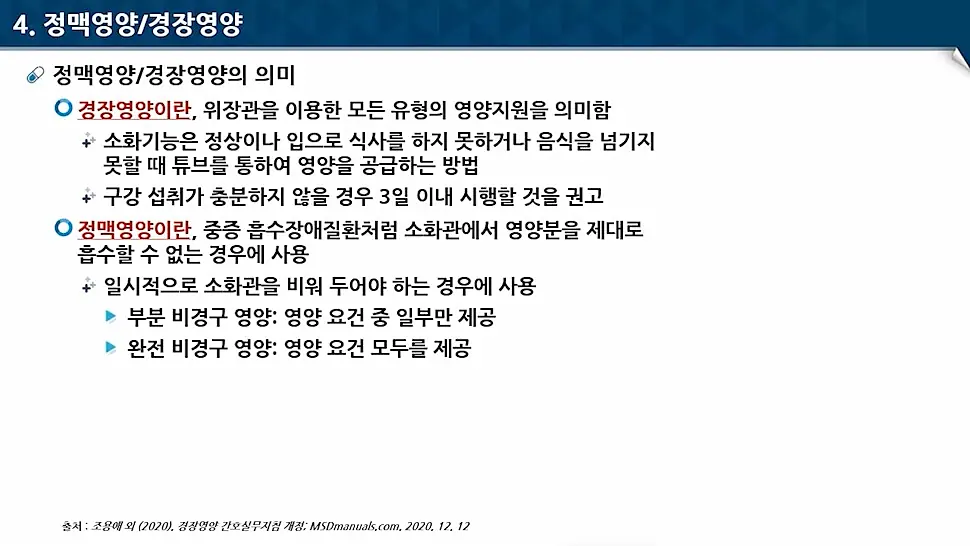 4. 정맥영양/경장영양
정맥영양/경장영양의 의미
경장영양이란, 위장관을 이용한 모든 유형의 영양지원을 의미함
소화기능은 정상이나 입으로 식사를 하지 못하거나 음식을 넘기지
못할 때 튜브를 통하여 영양을 공급하는 방법
구강 섭취가 충분하지 않을 경우 3일 이내 시행할 것을 권고
정맥영양이란, 중증 흡수장애질환처럼 소화관에서 영양분을 제대로
흡수할 수 없는 경우에 사용
일시적으로 소화관을 비워 두어야 하는 경우에 사용
부분 비경구 영양: 영양 요건 중 일부만 제공
완전 비경구 영양: 영양 요건 모두를 제공
출처 : 조용애 외 (2020), 경장영양 간호실무지침 개정; MSDmanuals.com, 2020, 12, 12